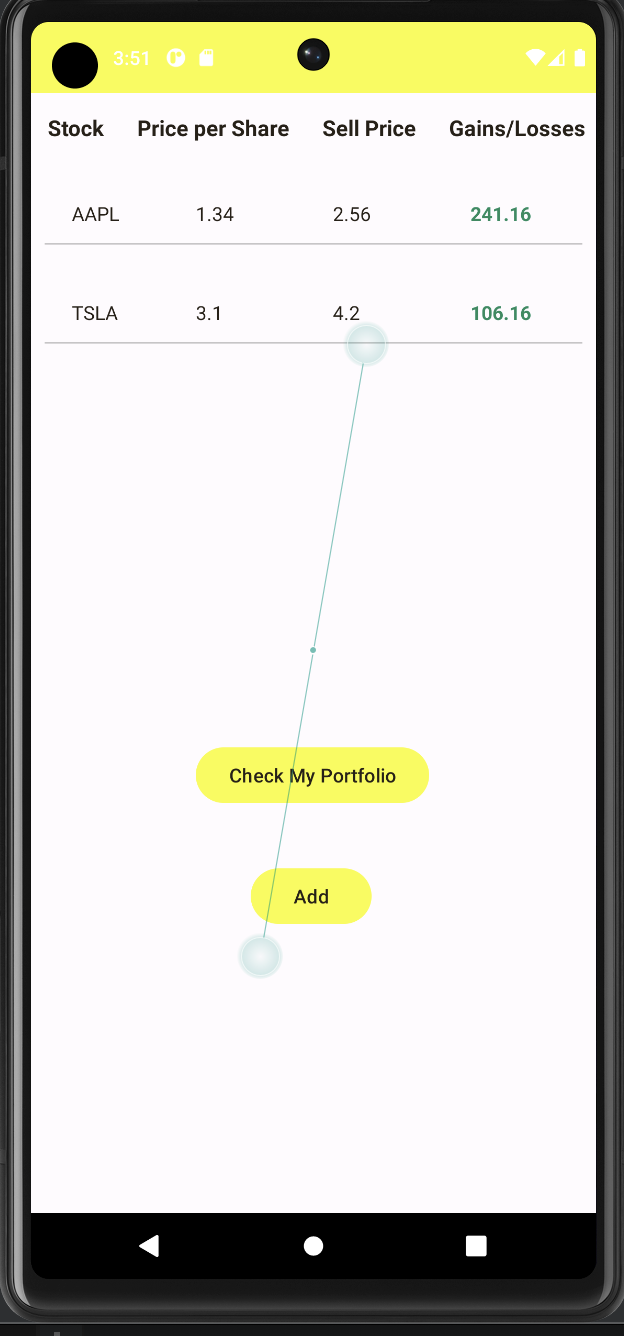 3:51
Stock Price per Share Sell Price Gains/Losses
AAPL 1.34 2.56 241.16
TSLA 3.1 4.2 106.16
Check My Portfolio
Add